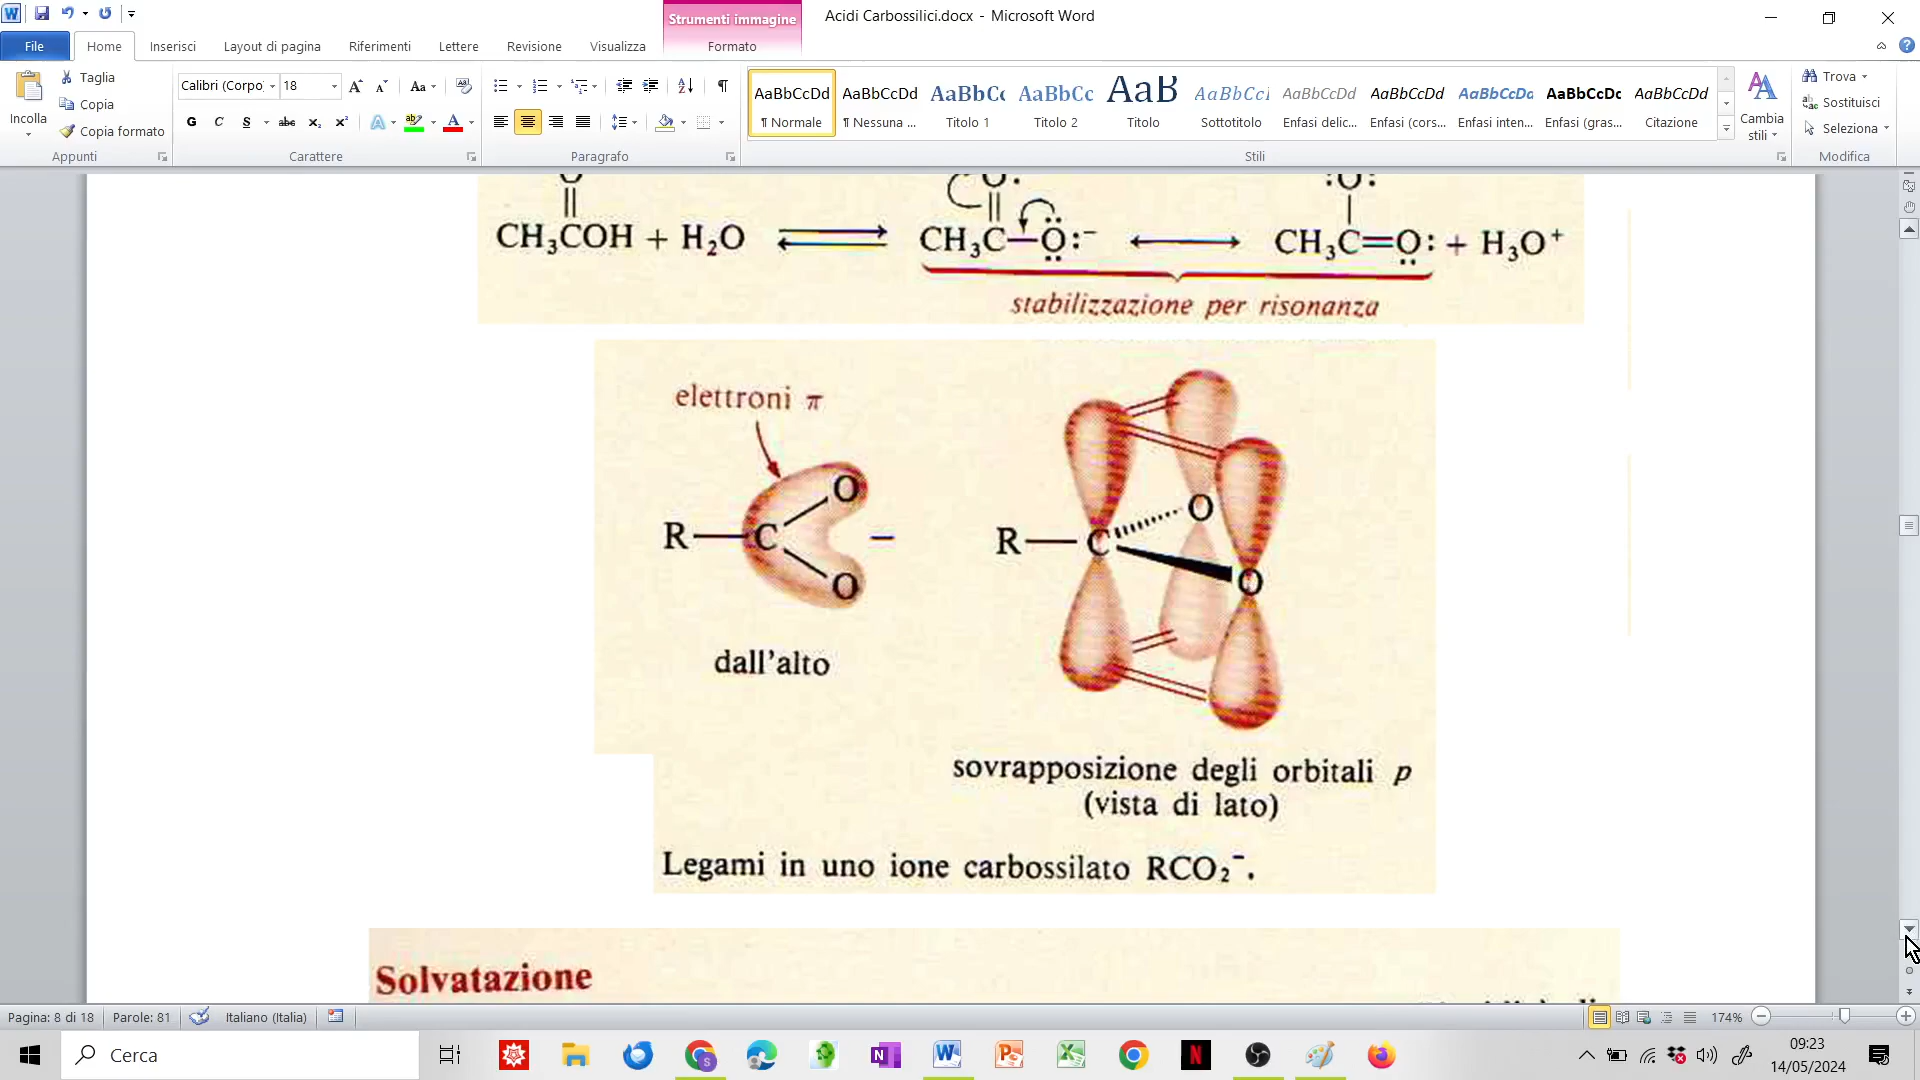 Strumenti immagine
Acidi Carbossilici.docx - Microsoft Word
File Home Inserisci Layout di pagina Riferimenti Lettere Revisione Visualizza Formato
Incolla
Taglia
Copia
Copia formato
Appunti
Calibri (Corpo 18
Carattere
Paragrafo
AaBbCcDd AaBbCcDd AaBbCc AaBbCc AaB AaBbCcI AaBbCcDd AaBbCcDd AaBbCcDd AaBbCcDc AaBbCcDd
¶ Normale ¶ Nessuna ... Titolo 1 Titolo 2 Titolo Sottotitolo Enfasi delic... Enfasi (cors... Enfasi inten... Enfasi (gras... Citazione
Stili
Cambia stili
Trova
Sostituisci
Seleziona
Modifica
O O: :O:
CH₃COH + H₂O CH₃C—O:⁻ CH₃C=O: + H₃O⁺
stabilizzazione per risonanza
elettroni π
R—C O O −
R—C O O
dall'alto
sovrapposizione degli orbitali p
(vista di lato)
Legami in uno ione carbossilato RCO₂⁻.
Solvatazione
Pagina: 8 di 18 Parole: 81 Italiano (Italia) 174%
Cerca
09:23
14/05/2024